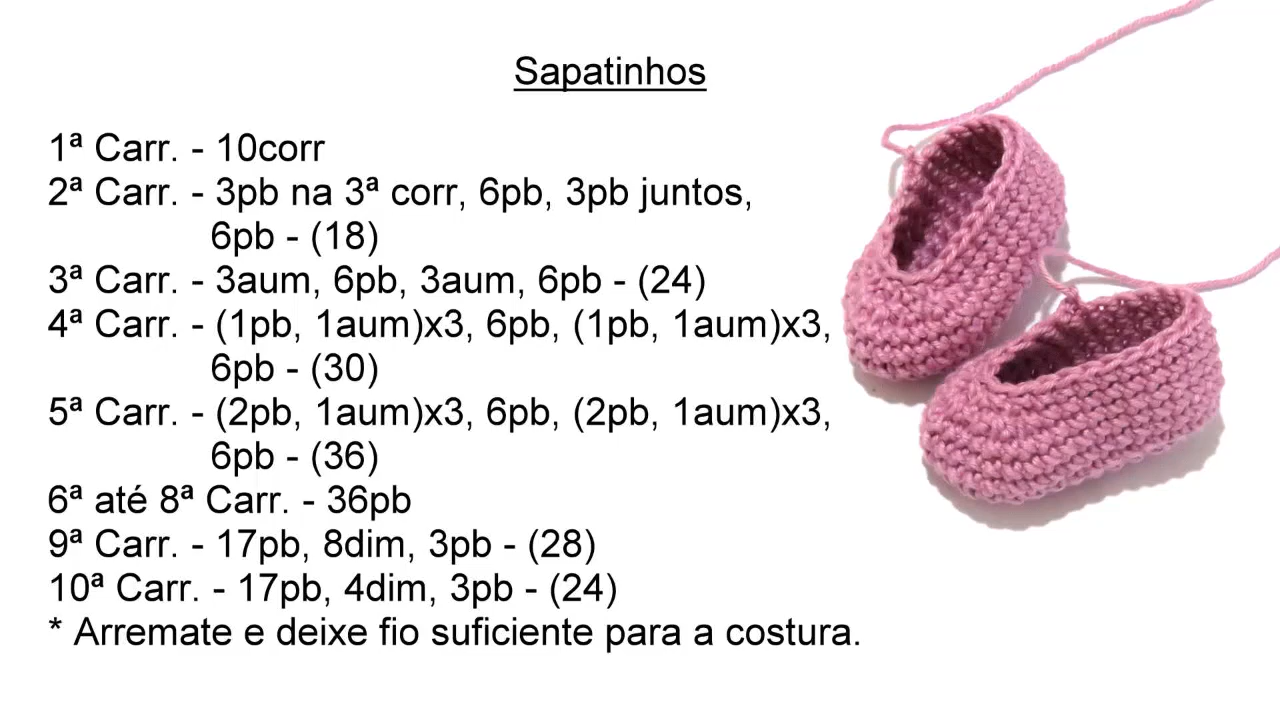 Sapatinhos
1ª Carr. - 10corr
2ª Carr. - 3pb na 3ª corr, 6pb, 3pb juntos,
6pb - (18)
3ª Carr. - 3aum, 6pb, 3aum, 6pb - (24)
4ª Carr. - (1pb, 1aum)x3, 6pb, (1pb, 1aum)x3,
6pb - (30)
5ª Carr. - (2pb, 1aum)x3, 6pb, (2pb, 1aum)x3,
6pb - (36)
6ª até 8ª Carr. - 36pb
9ª Carr. - 17pb, 8dim, 3pb - (28)
10ª Carr. - 17pb, 4dim, 3pb - (24)
* Arremate e deixe fio suficiente para a costura.